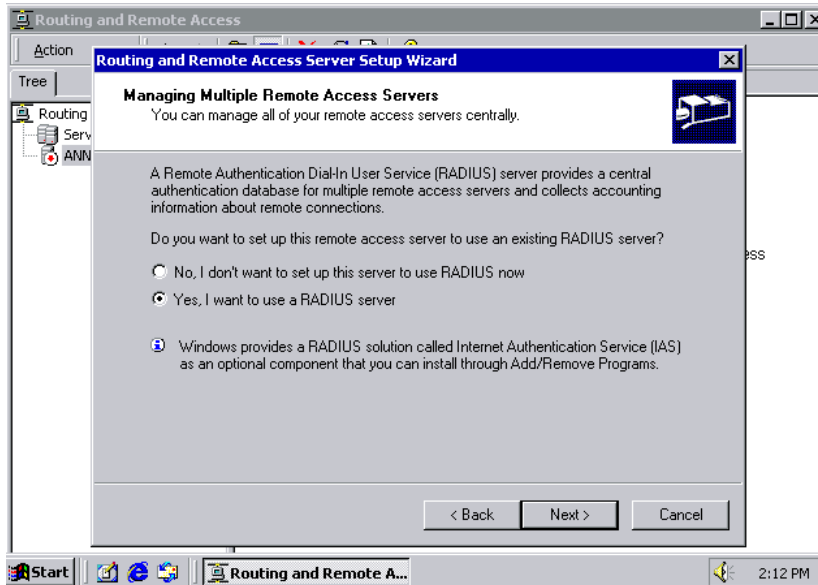 Routing and Remote Access
Action
Tree
Routing
Serv
ANN
Routing and Remote Access Server Setup Wizard
Managing Multiple Remote Access Servers
You can manage all of your remote access servers centrally.
A Remote Authentication Dial-In User Service (RADIUS) server provides a central
authentication database for multiple remote access servers and collects accounting
information about remote connections.
Do you want to set up this remote access server to use an existing RADIUS server?
ess
No, I don't want to set up this server to use RADIUS now
Yes, I want to use a RADIUS server
Windows provides a RADIUS solution called Internet Authentication Service (IAS)
as an optional component that you can install through Add/Remove Programs.
< Back Next > Cancel
Start Routing and Remote A... 2:12 PM